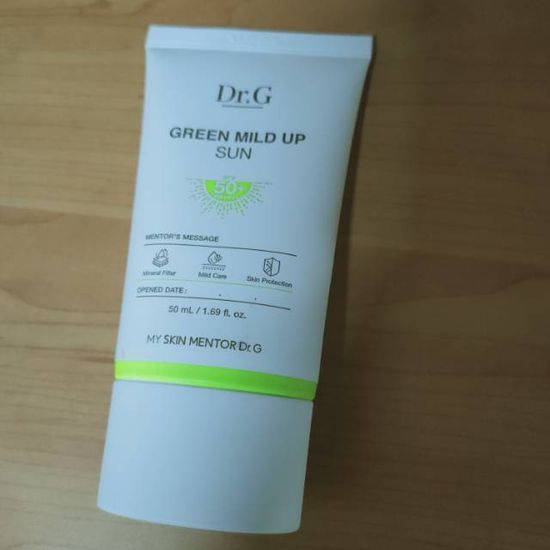 Dr.G
GREEN MILD UP
SUN
SPF
50+
MENTOR'S MESSAGE
Mineral Filter Mild Care Skin Protection
OPENED DATE : . .
50 mL / 1.69 fl. oz.
MY SKIN MENTOR Dr.G